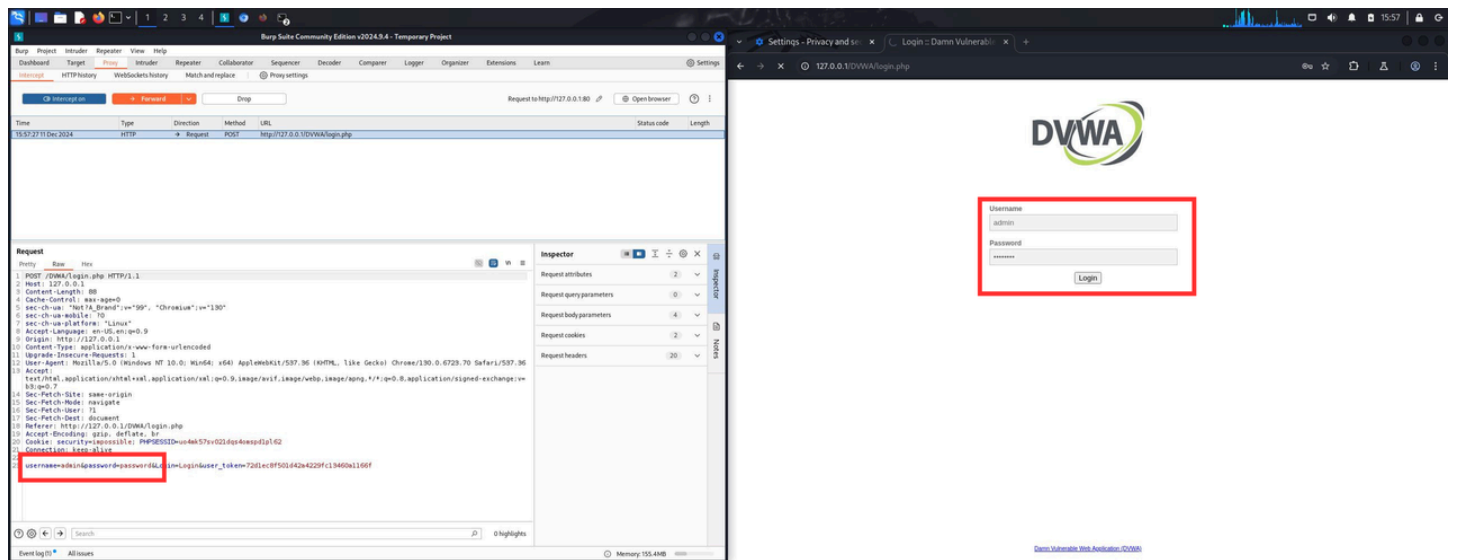 1 2 3 4
15:57
Burp Suite Community Edition v2024.9.4 - Temporary Project
Burp Project Intruder Repeater View Help
Dashboard Target Proxy Intruder Repeater Collaborator Sequencer Decoder Comparer Logger Organizer Extensions Learn Settings
Intercept HTTP history WebSockets history Match and replace Proxy settings
Intercept on Forward Drop Request to http://127.0.0.1:80 Open browser
Time Type Direction Method URL Status code Length
15:57:27 11 Dec 2024 HTTP → Request POST http://127.0.0.1/DVWA/login.php
Request
Pretty Raw Hex
1 POST /DVWA/login.php HTTP/1.1
2 Host: 127.0.0.1
3 Content-Length: 88
4 Cache-Control: max-age=0
5 sec-ch-ua: "Not?A_Brand";v="99", "Chromium";v="130"
6 sec-ch-ua-mobile: ?0
7 sec-ch-ua-platform: "Linux"
8 Accept-Language: en-US,en;q=0.9
9 Origin: http://127.0.0.1
10 Content-Type: application/x-www-form-urlencoded
11 Upgrade-Insecure-Requests: 1
12 User-Agent: Mozilla/5.0 (Windows NT 10.0; Win64; x64) AppleWebKit/537.36 (KHTML, like Gecko) Chrome/130.0.6723.70 Safari/537.36
13 Accept:
text/html,application/xhtml+xml,application/xml;q=0.9,image/avif,image/webp,image/apng,*/*;q=0.8,application/signed-exchange;v=
b3;q=0.7
14 Sec-Fetch-Site: same-origin
15 Sec-Fetch-Mode: navigate
16 Sec-Fetch-User: ?1
17 Sec-Fetch-Dest: document
18 Referer: http://127.0.0.1/DVWA/login.php
19 Accept-Encoding: gzip, deflate, br
20 Cookie: security=impossible;
21 Connection: keep-alive
22
23 username=admin&password=password&Login=Login&user_token=
Inspector
Request attributes 2
Request query parameters 0
Request body parameters 4
Request cookies 2
Request headers 20
Inspector
Notes
Search 0 highlights
Event log (1) All issues Memory: 155.4MB
Settings - Privacy and se Login :: Damn Vulnerabl
127.0.0.1/DVWA/login.php
DVWA
Username
admin
Password
••••••••
Login
Damn Vulnerable Web Application (DVWA)